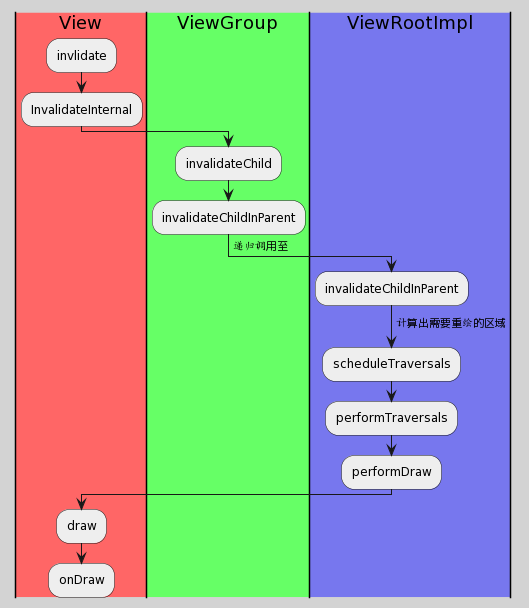 View
ViewGroup
ViewRootImpl
invlidate
InvalidateInternal
invalidateChild
invalidateChildInParent
递归调用至
invalidateChildInParent
计算出需要重绘的区域
scheduleTraversals
performTraversals
performDraw
draw
onDraw